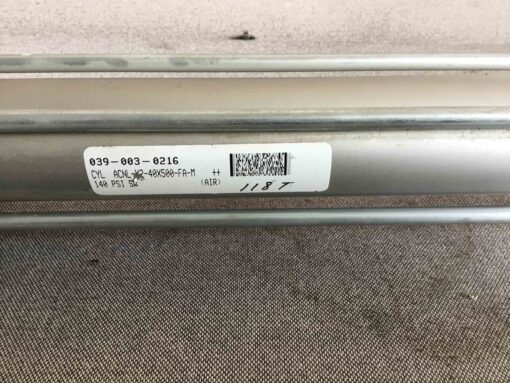 039-003-0216
CYL ACNL-W2-40X500-FA-M ++
140 PSI SW (AIR)
118T